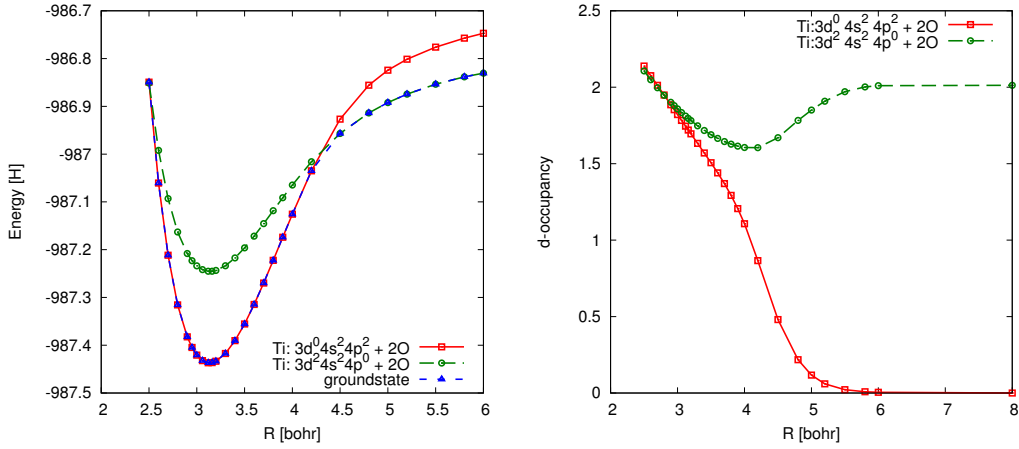 -986.7
-986.8
-986.9
-987
-987.1
-987.2
-987.3
-987.4
-987.5
Energy [H]
2 2.5 3 3.5 4 4.5 5 5.5 6
R [bohr]
Ti: 3d⁰4s²4p² + 2O
Ti: 3d²4s²4p⁰ + 2O
groundstate
2.5
2
1.5
1
0.5
0
d-occupancy
2 3 4 5 6 7 8
R [bohr]
Ti:3d⁰ 4s² 4p² + 2O
Ti:3d² 4s² 4p⁰ + 2O